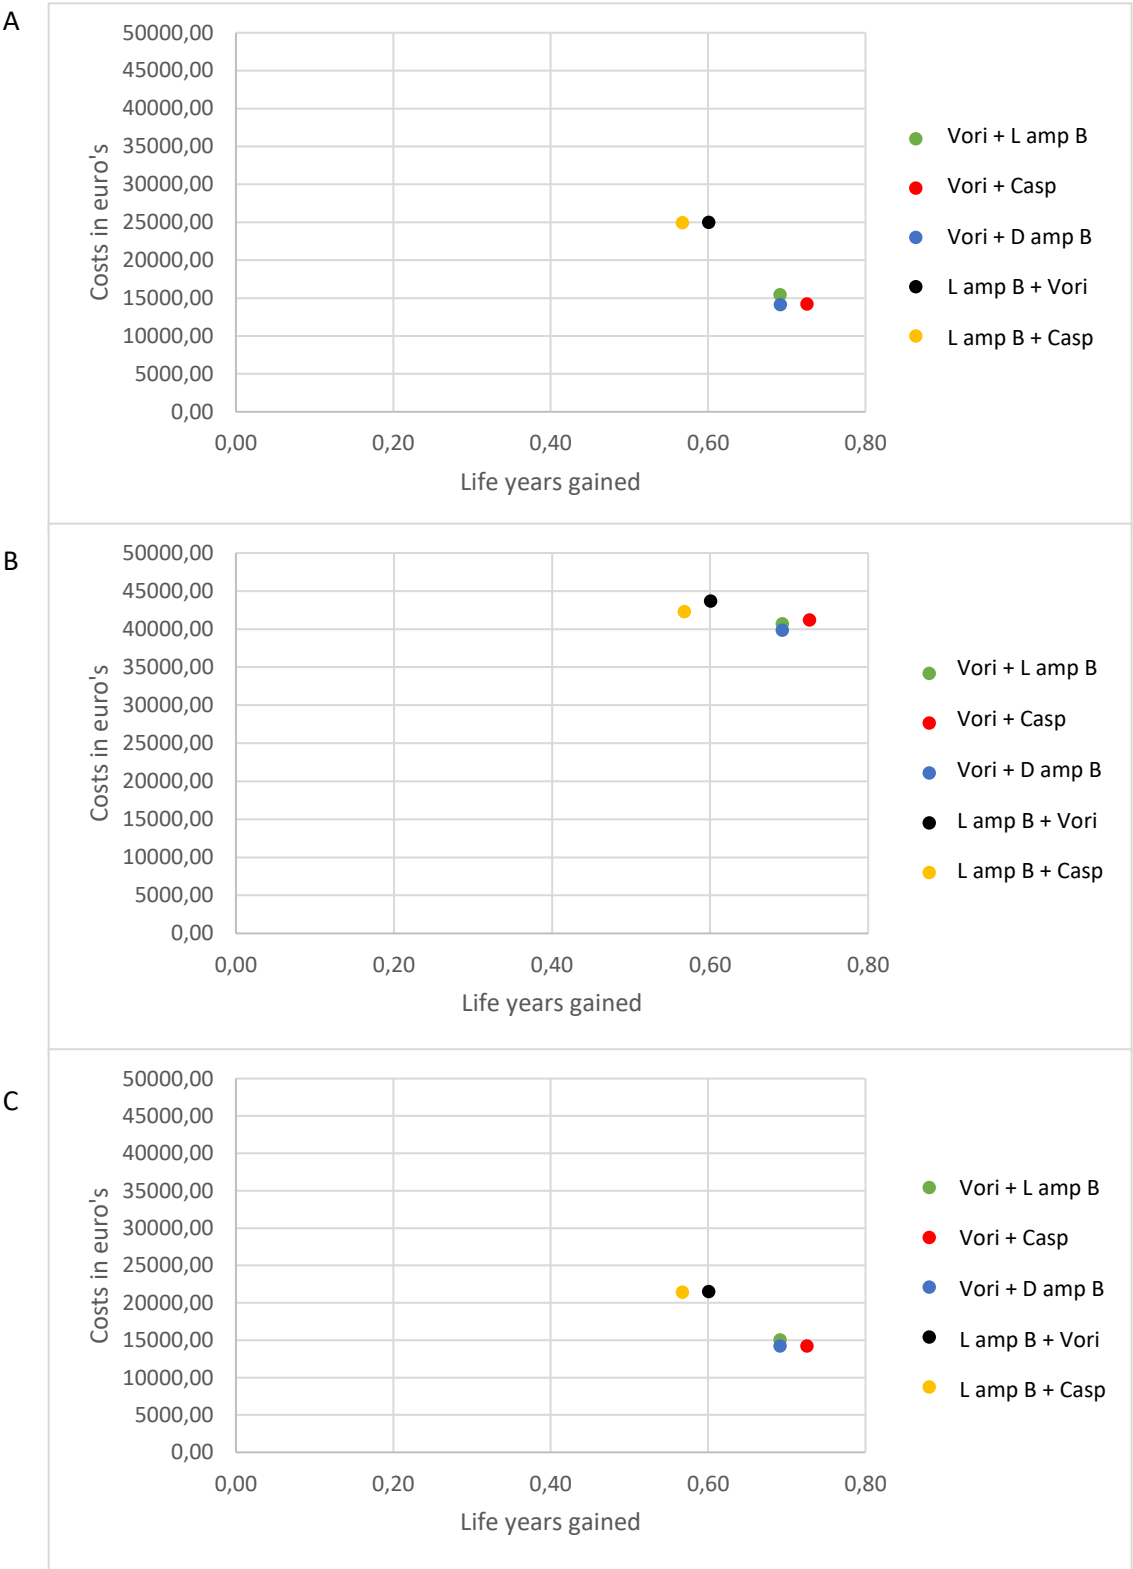 A
50000,00
45000,00
40000,00
35000,00
30000,00
25000,00
20000,00
15000,00
10000,00
5000,00
0,00
Costs in euro's
0,00 0,20 0,40 0,60 0,80
Life years gained
Vori + L amp B
Vori + Casp
Vori + D amp B
L amp B + Vori
L amp B + Casp
B
50000,00
45000,00
40000,00
35000,00
30000,00
25000,00
20000,00
15000,00
10000,00
5000,00
0,00
Costs in euro's
0,00 0,20 0,40 0,60 0,80
Life years gained
Vori + L amp B
Vori + Casp
Vori + D amp B
L amp B + Vori
L amp B + Casp
C
50000,00
45000,00
40000,00
35000,00
30000,00
25000,00
20000,00
15000,00
10000,00
5000,00
0,00
Costs in euro's
0,00 0,20 0,40 0,60 0,80
Life years gained
Vori + L amp B
Vori + Casp
Vori + D amp B
L amp B + Vori
L amp B + Casp